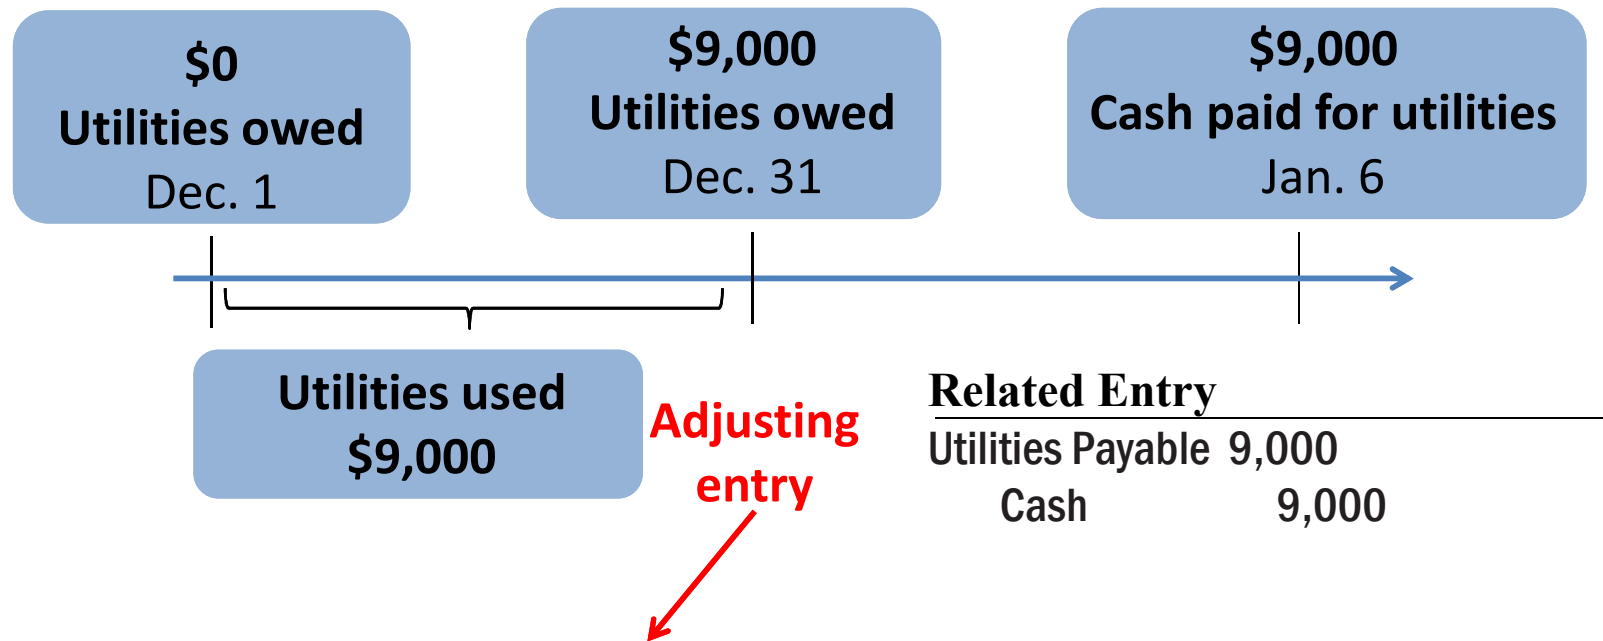 $0
Utilities owed
Dec. 1
$9,000
Utilities owed
Dec. 31
$9,000
Cash paid for utilities
Jan. 6
Utilities used
$9,000
Adjusting
entry
Related Entry
Utilities Payable 9,000
Cash 9,000